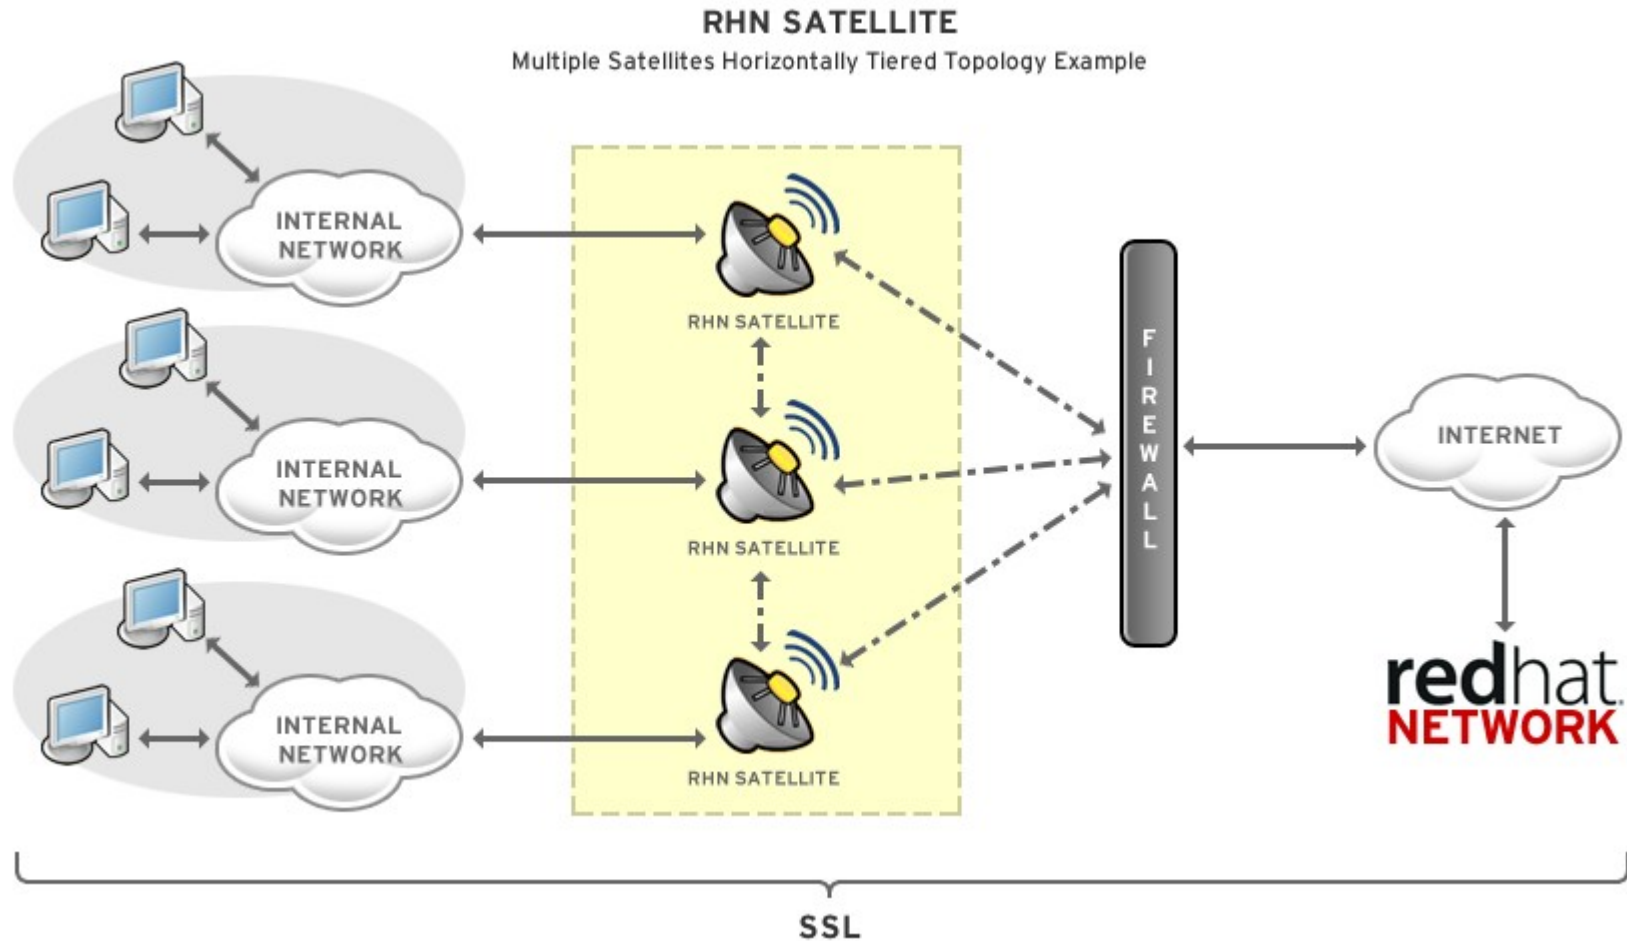 RHN SATELLITE
Multiple Satellites Horizontally Tiered Topology Example
INTERNAL
NETWORK
RHN SATELLITE
INTERNAL
NETWORK
RHN SATELLITE
INTERNAL
NETWORK
RHN SATELLITE
FIREWALL
INTERNET
redhat.
NETWORK
SSL